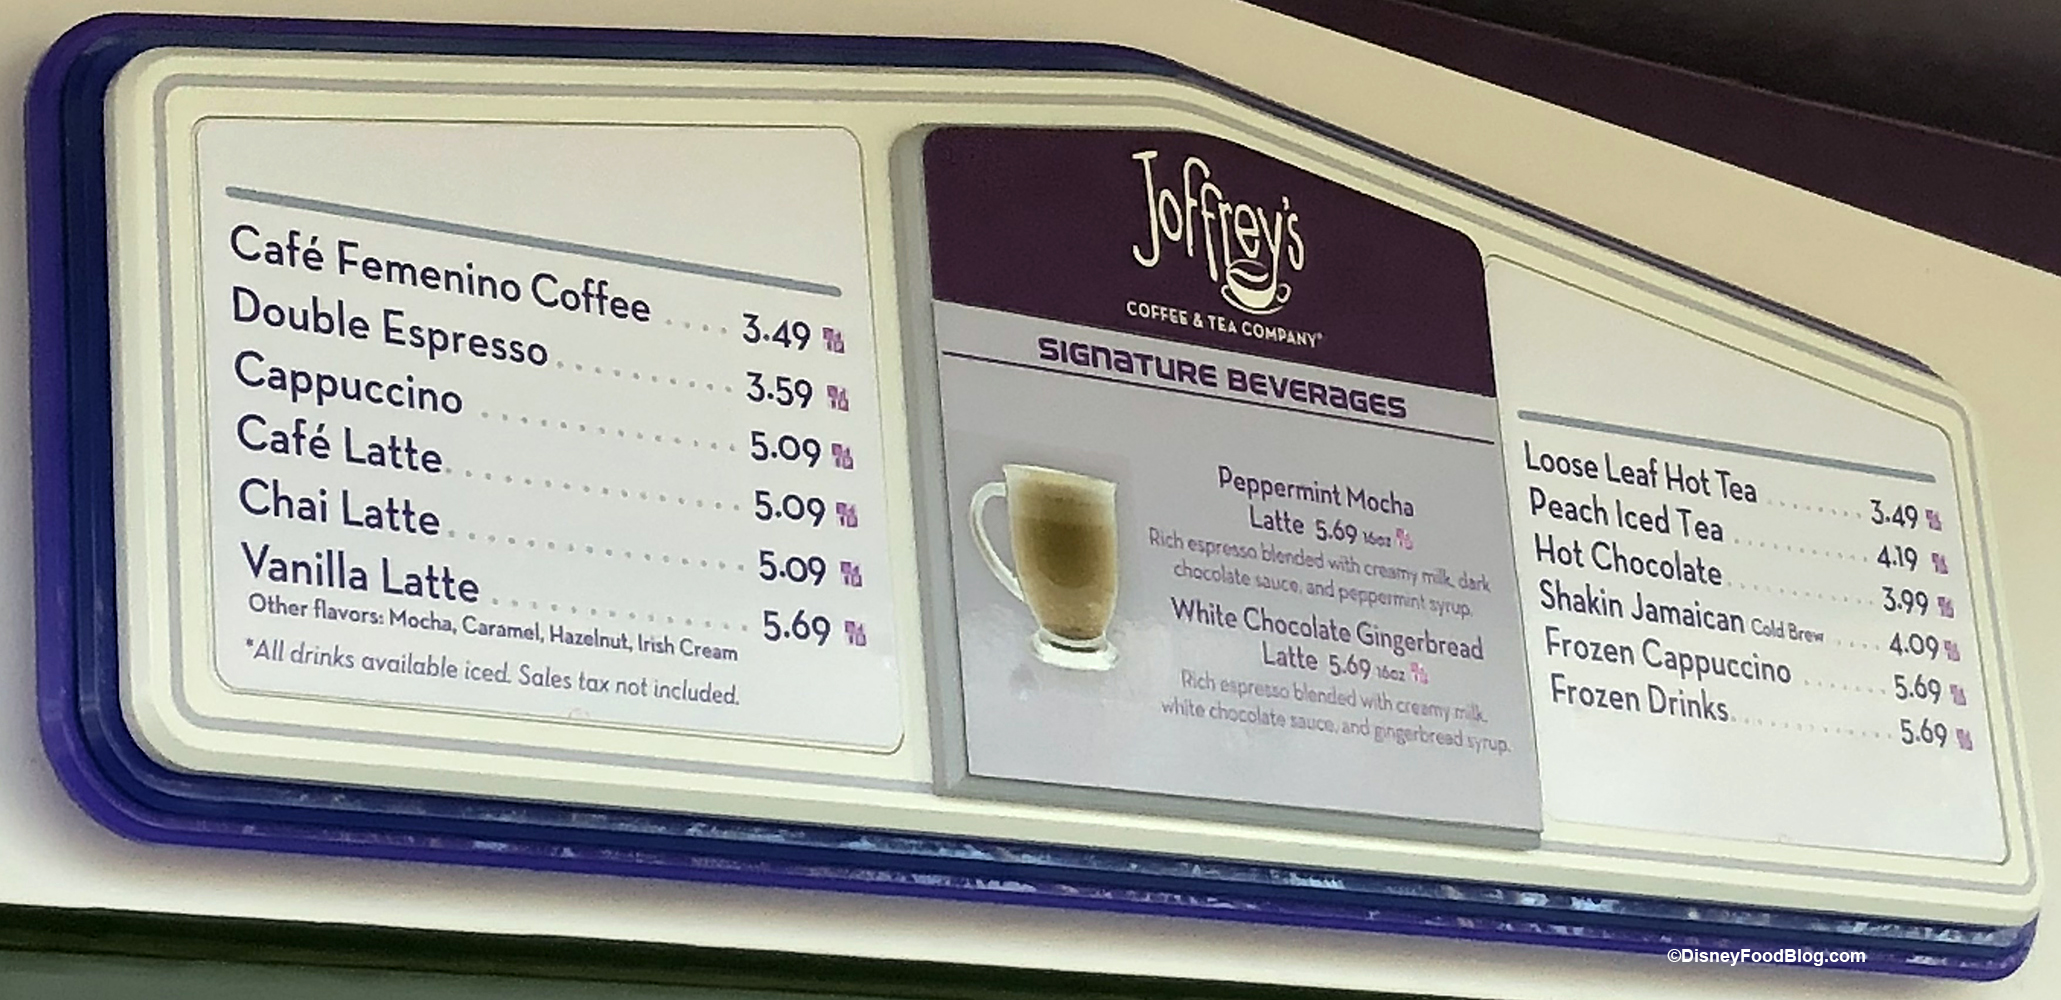 Café Femenino Coffee .... 3.49
Double Espresso .......... 3.59
Cappuccino .......... 5.09
Café Latte .......... 5.09
Chai Latte .......... 5.09
Vanilla Latte .......... 5.69
Other flavors: Mocha, Caramel, Hazelnut, Irish Cream
*All drinks available iced. Sales tax not included.
Joffrey's
COFFEE & TEA COMPANY®
SIGNATURE BEVERAGES
Peppermint Mocha
Latte 5.69 16oz
Rich espresso blended with creamy milk, dark
chocolate sauce, and peppermint syrup.
White Chocolate Gingerbread
Latte 5.69 16oz
Rich espresso blended with creamy milk,
white chocolate sauce, and gingerbread syrup.
Loose Leaf Hot Tea .......... 3.49
Peach Iced Tea .......... 4.19
Hot Chocolate .......... 3.99
Shakin Jamaican Cold Brew .... 4.09
Frozen Cappuccino ....... 5.69
Frozen Drinks .......... 5.69
©DisneyFoodBlog.com